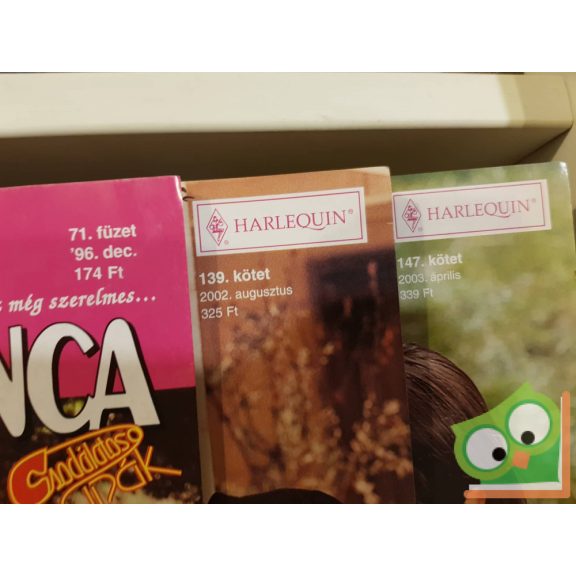 71. füzet
'96. dec.
174 Ft
még szerelmes...
NCA
Csodálatos
HARLEQUIN®
139. kötet
2002. augusztus
325 Ft
HARLEQUIN®
147. kötet
2003. április
339 Ft